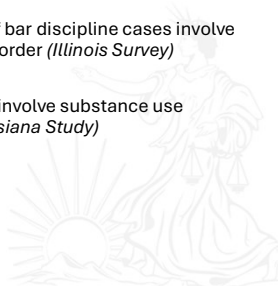 bar discipline cases involve
order (Illinois Survey)
involve substance use
siana Study)